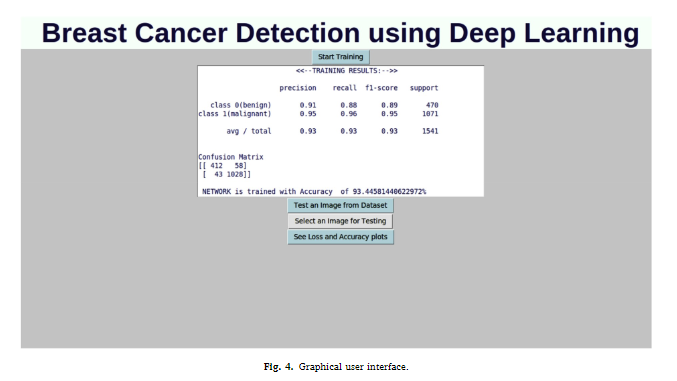 Breast Cancer Detection using Deep Learning
Start Training
<<--TRAINING RESULTS:-->>
precision recall f1-score support
class 0(benign) 0.91 0.88 0.89 470
class 1(malignant) 0.95 0.96 0.95 1071
avg / total 0.93 0.93 0.93 1541
Confusion Matrix
[[ 412 58]
[ 43 1028]]
NETWORK is trained with Accuracy of 93.44581440622972%
Test an Image from Dataset
Select an Image for Testing
See Loss and Accuracy plots
Fig. 4. Graphical user interface.